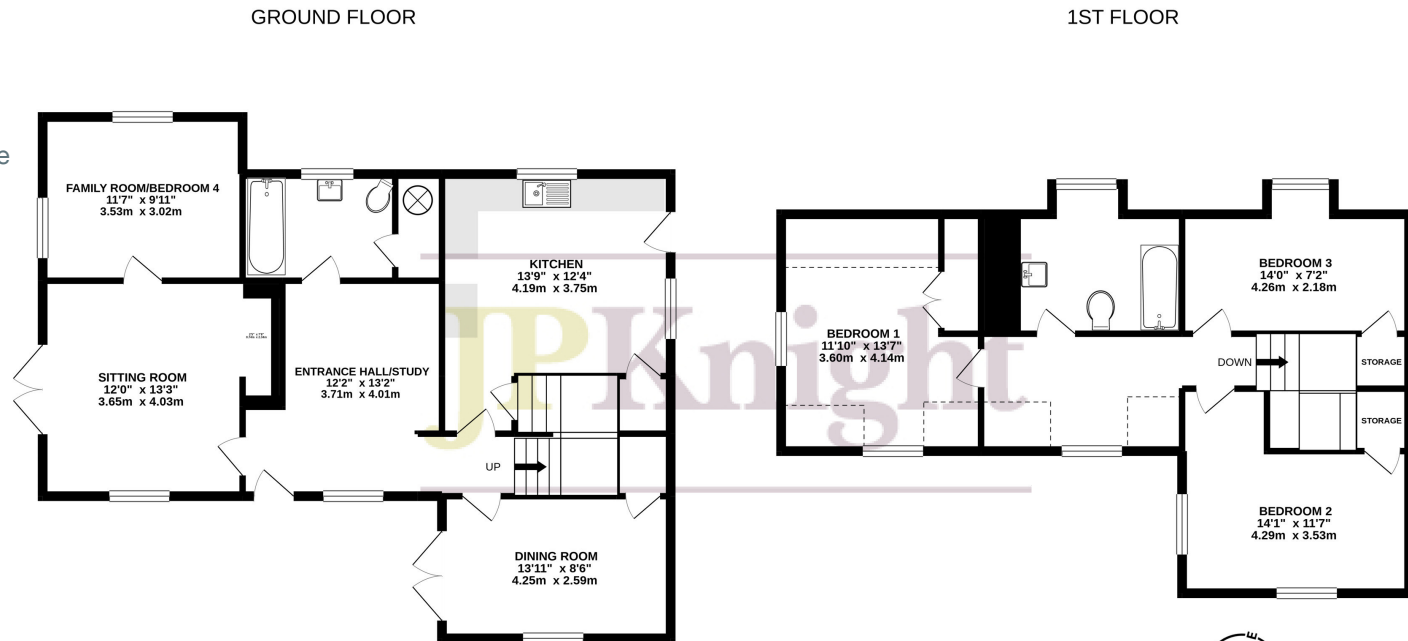 GROUND FLOOR
1ST FLOOR
e
FAMILY ROOM/BEDROOM 4
11'7" x 9'11"
3.53m x 3.02m
KITCHEN
13'9" x 12'4"
4.19m x 3.75m
SITTING ROOM
12'0" x 13'3"
3.65m x 4.03m
ENTRANCE HALL/STUDY
12'2" x 13'2"
3.71m x 4.01m
UP
DINING ROOM
13'11" x 8'6"
4.25m x 2.59m
BEDROOM 1
11'10" x 13'7"
3.60m x 4.14m
BEDROOM 3
14'0" x 7'2"
4.26m x 2.18m
DOWN
STORAGE
STORAGE
BEDROOM 2
14'1" x 11'7"
4.29m x 3.53m
JPKnight
E